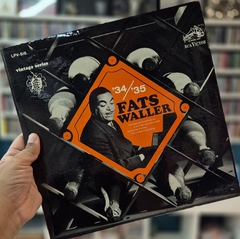 LPV-516
vintage series
RCA VICTOR
'34/'35
FATS
WALLER